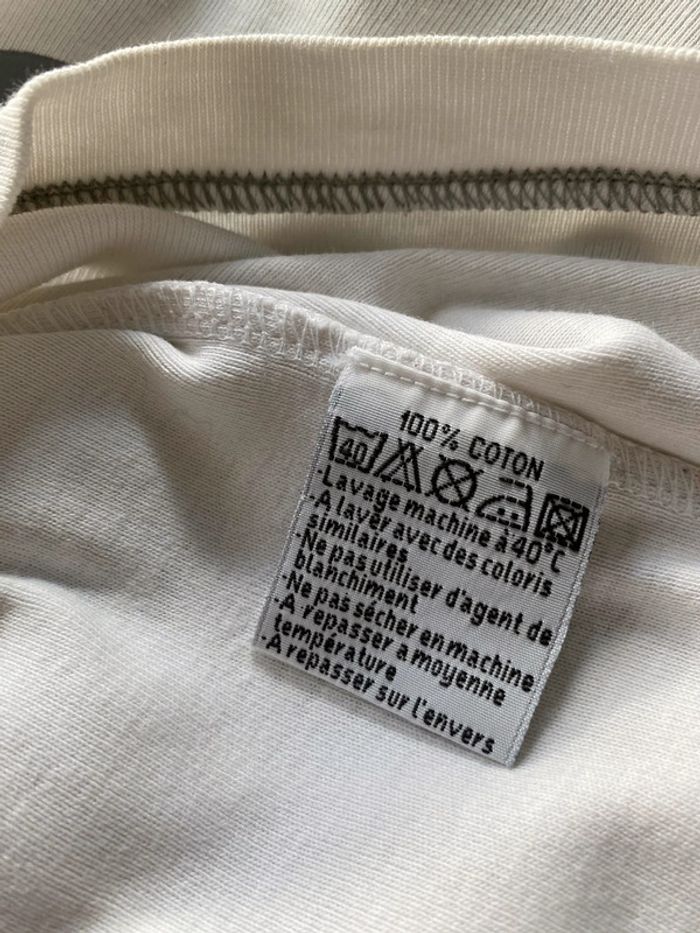 100% COTON
40
-Lavage machine à 40°C
-A laver avec des coloris
similaires
-Ne pas utiliser d'agent de
blanchiment
-Ne pas sécher en machine
-A repasser a moyenne
température
-A repasser sur l'envers